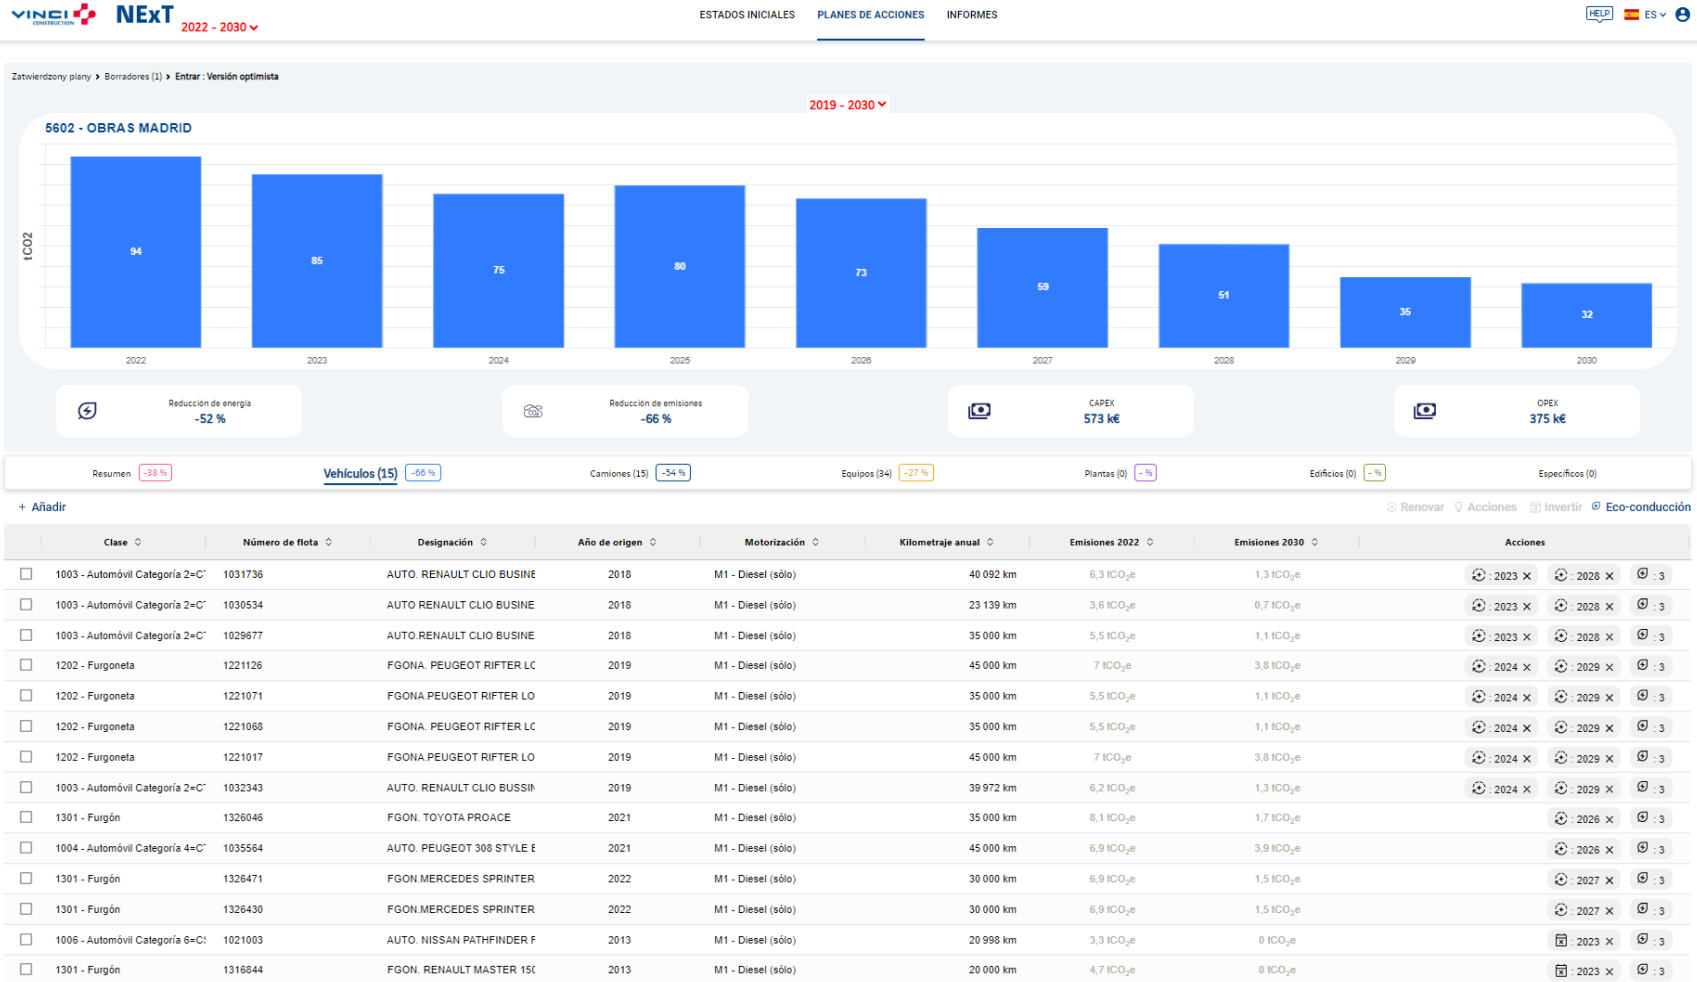 VINCI
CONSTRUCTION
NExT
2022 - 2030
ESTADOS INICIALES PLANES DE ACCIONES INFORMES
HELP ES
Zatwierdzony plany > Borradores (1) > Entrar : Versión optimista
2019 - 2030
5602 - OBRAS MADRID
tCO2
94 85 75 80 73 59 51 35 32
2022 2023 2024 2025 2026 2027 2028 2029 2030
Reducción de energía
-52 %
Reducción de emisiones
-66 %
CAPEX
573 k€
OPEX
375 k€
Resumen -38 % Vehículos (15) -66 % Camiones (15) -54 % Equipos (34) -27 % Plantas (0) - % Edificios (0) - % Específicos (0)
+ Añadir Renovar Acciones Invertir Eco-conducción
Clase Número de flota Designación Año de origen Motorización Kilometraje anual Emisiones 2022 Emisiones 2030 Acciones
1003 - Automóvil Categoría 2=C 1031736 AUTO. RENAULT CLIO BUSINE 2018 M1 - Diesel (sólo) 40 092 km 6,3 tCO₂e 1,3 tCO₂e : 2023 × : 2028 × : 3
1003 - Automóvil Categoría 2=C 1030534 AUTO RENAULT CLIO BUSINE 2018 M1 - Diesel (sólo) 23 139 km 3,6 tCO₂e 0,7 tCO₂e : 2023 × : 2028 × : 3
1003 - Automóvil Categoría 2=C 1029677 AUTO.RENAULT CLIO BUSINE 2018 M1 - Diesel (sólo) 35 000 km 5,5 tCO₂e 1,1 tCO₂e : 2023 × : 2028 × : 3
1202 - Furgoneta 1221126 FGONA. PEUGEOT RIFTER LO 2019 M1 - Diesel (sólo) 45 000 km 7 tCO₂e 3,8 tCO₂e : 2024 × : 2029 × : 3
1202 - Furgoneta 1221071 FGONA.PEUGEOT RIFTER LO 2019 M1 - Diesel (sólo) 35 000 km 5,5 tCO₂e 1,1 tCO₂e : 2024 × : 2029 × : 3
1202 - Furgoneta 1221068 FGONA. PEUGEOT RIFTER LO 2019 M1 - Diesel (sólo) 35 000 km 5,5 tCO₂e 1,1 tCO₂e : 2024 × : 2029 × : 3
1202 - Furgoneta 1221017 FGONA.PEUGEOT RIFTER LO 2019 M1 - Diesel (sólo) 45 000 km 7 tCO₂e 3,8 tCO₂e : 2024 × : 2029 × : 3
1003 - Automóvil Categoría 2=C 1032343 AUTO. RENAULT CLIO BUSSIN 2019 M1 - Diesel (sólo) 39 972 km 6,2 tCO₂e 1,3 tCO₂e : 2024 × : 2029 × : 3
1301 - Furgón 1326046 FGON. TOYOTA PROACE 2021 M1 - Diesel (sólo) 35 000 km 8,1 tCO₂e 1,7 tCO₂e : 2026 × : 3
1004 - Automóvil Categoría 4=C 1035564 AUTO. PEUGEOT 308 STYLE 2021 M1 - Diesel (sólo) 45 000 km 6,9 tCO₂e 3,9 tCO₂e : 2026 × : 3
1301 - Furgón 1326471 FGON.MERCEDES SPRINTER 2022 M1 - Diesel (sólo) 30 000 km 6,9 tCO₂e 1,5 tCO₂e : 2027 × : 3
1301 - Furgón 1326430 FGON.MERCEDES SPRINTER 2022 M1 - Diesel (sólo) 30 000 km 6,9 tCO₂e 1,5 tCO₂e : 2027 × : 3
1006 - Automóvil Categoría 6=C 1021003 AUTO. NISSAN PATHFINDER 2013 M1 - Diesel (sólo) 20 998 km 3,3 tCO₂e 0 tCO₂e : 2023 × : 3
1301 - Furgón 1316844 FGON. RENAULT MASTER 150 2013 M1 - Diesel (sólo) 20 000 km 4,7 tCO₂e 0 tCO₂e : 2023 × : 3